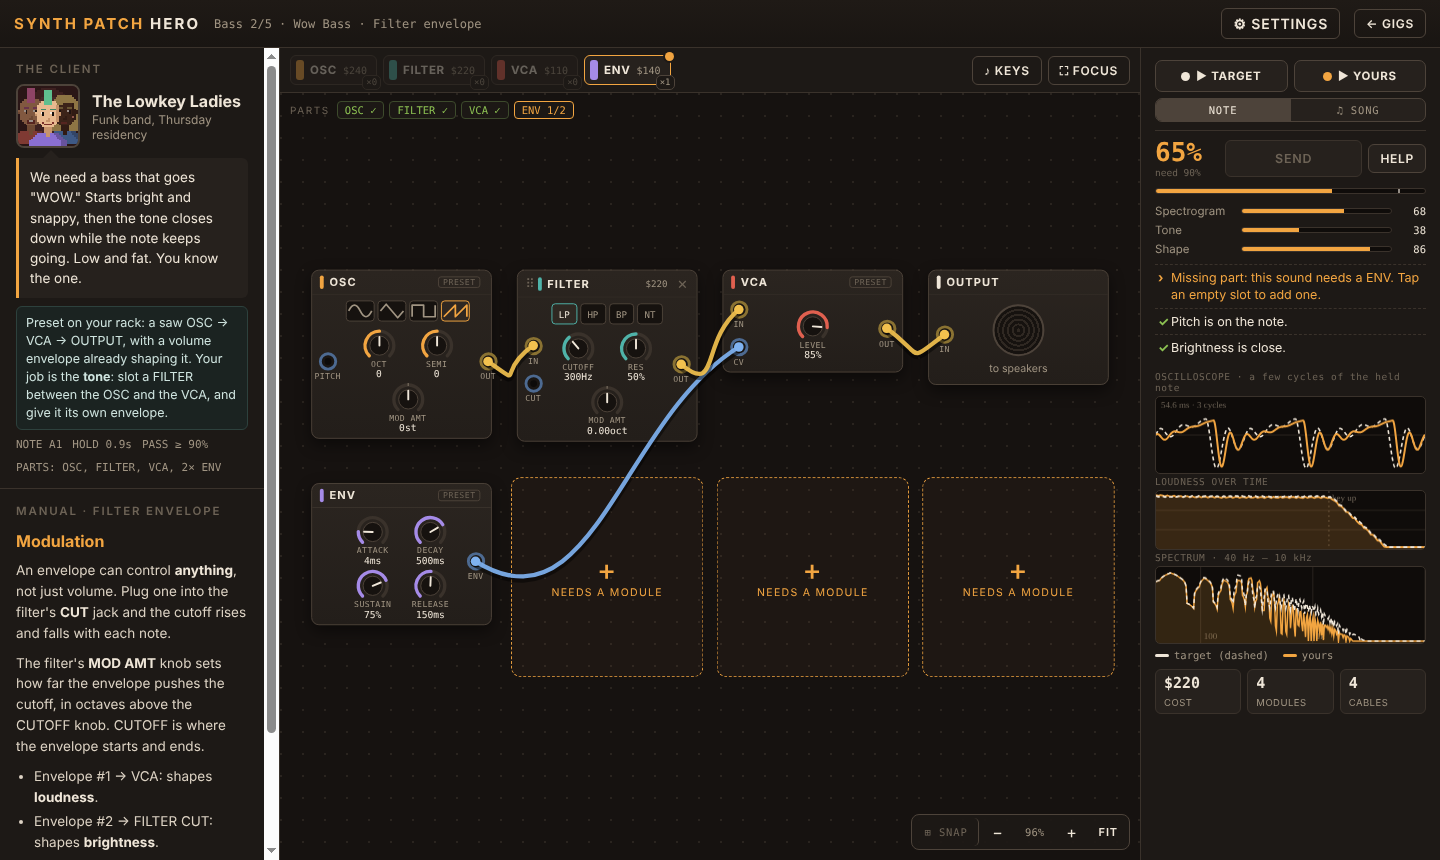 SYNTH PATCH HERO
Bass 2/5 · Wow Bass · Filter envelope
⚙ SETTINGS
← GIGS
THE CLIENT
The Lowkey Ladies
Funk band, Thursday
residency
We need a bass that goes
"WOW." Starts bright and
snappy, then the tone closes
down while the note keeps
going. Low and fat. You know
the one.
Preset on your rack: a saw OSC →
VCA → OUTPUT, with a volume
envelope already shaping it. Your
job is the tone: slot a FILTER
between the OSC and the VCA, and
give it its own envelope.
NOTE A1 HOLD 0.9s PASS ≥ 90%
PARTS: OSC, FILTER, VCA, 2× ENV
MANUAL · FILTER ENVELOPE
Modulation
An envelope can control anything,
not just volume. Plug one into the
filter's CUT jack and the cutoff rises
and falls with each note.
The filter's MOD AMT knob sets
how far the envelope pushes the
cutoff, in octaves above the
CUTOFF knob. CUTOFF is where
the envelope starts and ends.
• Envelope #1 → VCA: shapes
loudness.
• Envelope #2 → FILTER CUT:
shapes brightness.
OSC $240 ×0
FILTER $220 ×0
VCA $110 ×0
ENV $140 ×1
♪ KEYS
⛶ FOCUS
PARTS OSC ✓ FILTER ✓ VCA ✓ ENV 1/2
OSC PRESET
OCT
0
SEMI
0
PITCH
OUT
MOD AMT
0st
FILTER $220 ✕
LP HP BP NT
IN
CUTOFF
300Hz
RES
50%
OUT
CUT
MOD AMT
0.00oct
VCA PRESET
IN
LEVEL
85%
OUT
CV
OUTPUT
IN
to speakers
ENV PRESET
ATTACK
4ms
DECAY
500ms
ENV
SUSTAIN
75%
RELEASE
150ms
+
NEEDS A MODULE
+
NEEDS A MODULE
+
NEEDS A MODULE
⊞ SNAP − 96% + FIT
▶ TARGET
▶ YOURS
NOTE
♫ SONG
65%
need 90%
SEND
HELP
Spectrogram 68
Tone 38
Shape 86
› Missing part: this sound needs a ENV. Tap
an empty slot to add one.
✓ Pitch is on the note.
✓ Brightness is close.
OSCILLOSCOPE · a few cycles of the held
note
54.6 ms · 3 cycles
LOUDNESS OVER TIME
key up
SPECTRUM · 40 Hz – 10 kHz
100
target (dashed) yours
$220
COST
4
MODULES
4
CABLES